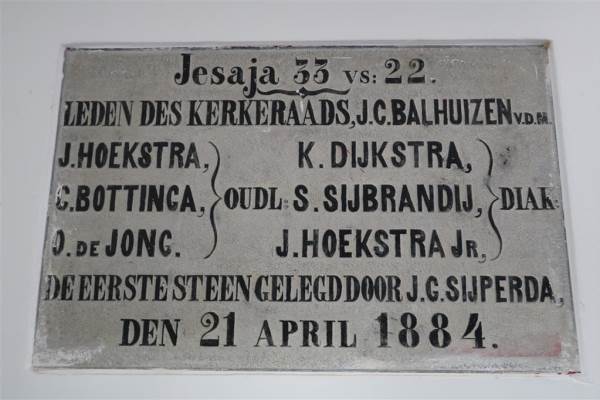 Jesaja 33 vs: 22.
LEDEN DES KERKERAADS, J.C. BALHUIZEN V.D.M.
J. HOEKSTRA, K. DIJKSTRA,
C. BOTTINGA, OUDL: S. SIJBRANDIJ, DIAK:
O. DE JONG. J. HOEKSTRA JR,
DE EERSTE STEEN GELEGD DOOR J.G. SIJPERDA,
DEN 21 APRIL 1884.